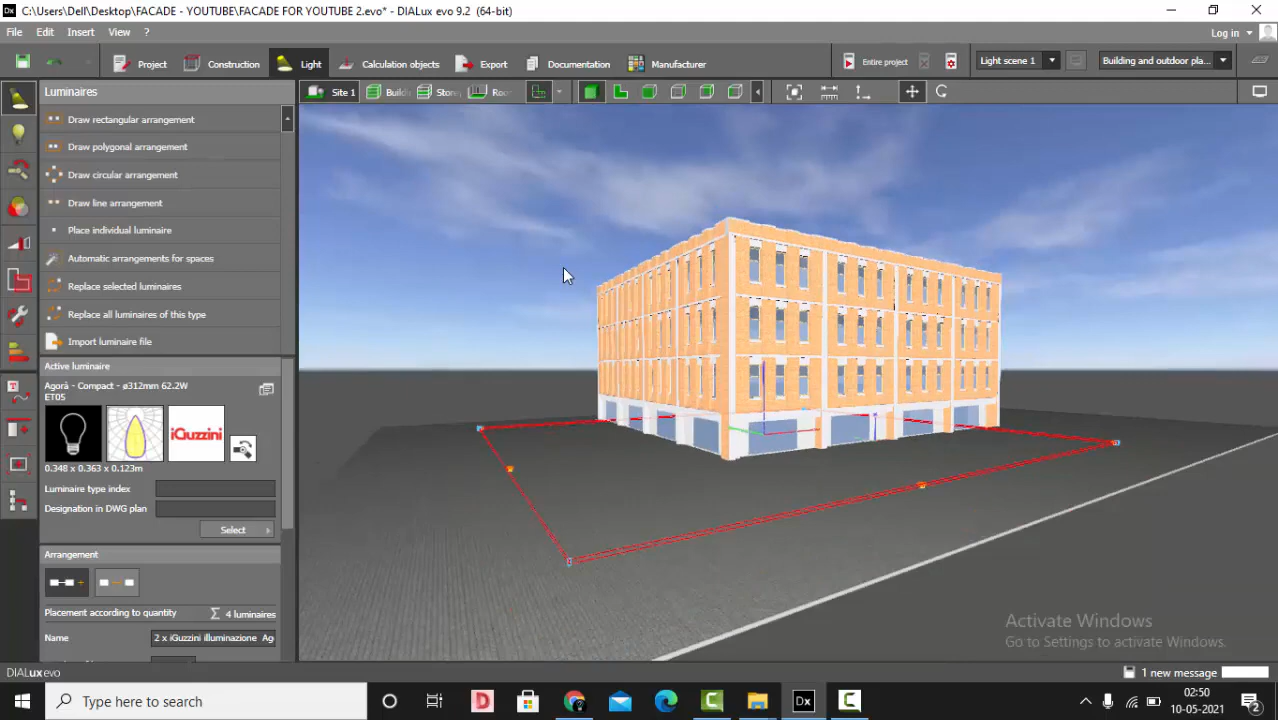 C:\Users\Dell\Desktop\FACADE - YOUTUBE\FACADE FOR YOUTUBE 2.evo* - DIALux evo 9.2 (64-bit)
File Edit Insert View ?
Log in
Project Construction Light Calculation objects Export Documentation Manufacturer
Entire project Light scene 1 Building and outdoor pla...
Luminaires
Site 1
Draw rectangular arrangement
Draw polygonal arrangement
Draw circular arrangement
Draw line arrangement
Place individual luminaire
Automatic arrangements for spaces
Replace selected luminaires
Replace all luminaires of this type
Import luminaire file
Active luminaire
Agorà - Compact - ø312mm 62.2W
ET05
iGuzzini
0.348 x 0.363 x 0.123m
Luminaire type index
Designation in DWG plan
Select
Arrangement
Placement according to quantity Σ 4 luminaires
Name 2 x iGuzzini illuminazione Ag
Activate Windows
Go to Settings to activate Windows.
DIALux evo
1 new message
Type here to search
02:50
10-05-2021
2